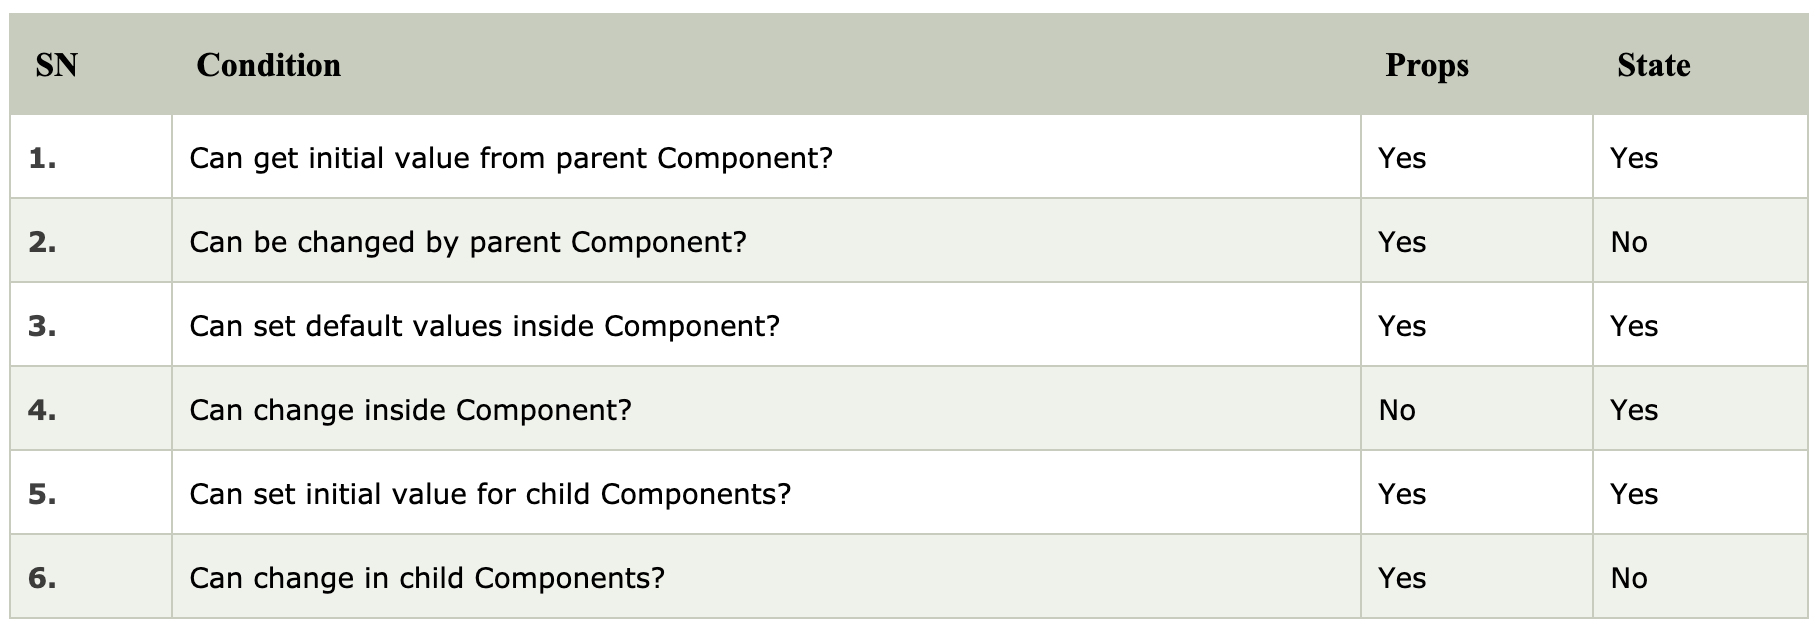 SN Condition Props State
1. Can get initial value from parent Component? Yes Yes
2. Can be changed by parent Component? Yes No
3. Can set default values inside Component? Yes Yes
4. Can change inside Component? No Yes
5. Can set initial value for child Components? Yes Yes
6. Can change in child Components? Yes No